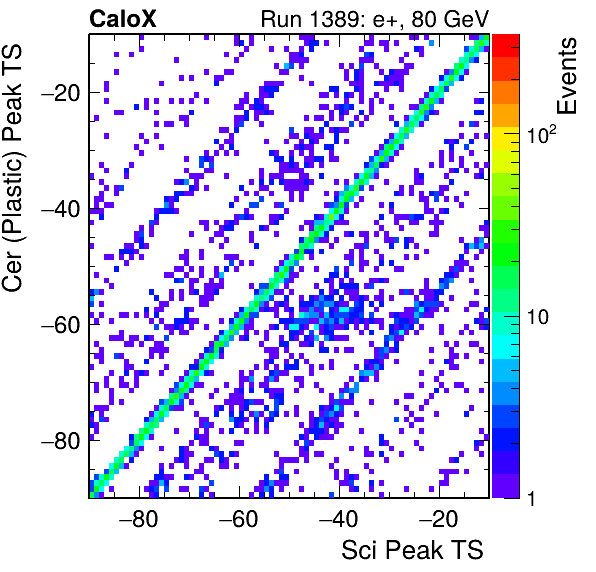 CaloX Run 1389: e+, 80 GeV
Cer (Plastic) Peak TS
−20
−40
−60
−80
−80 −60 −40 −20
Sci Peak TS
Events
10²
10
1